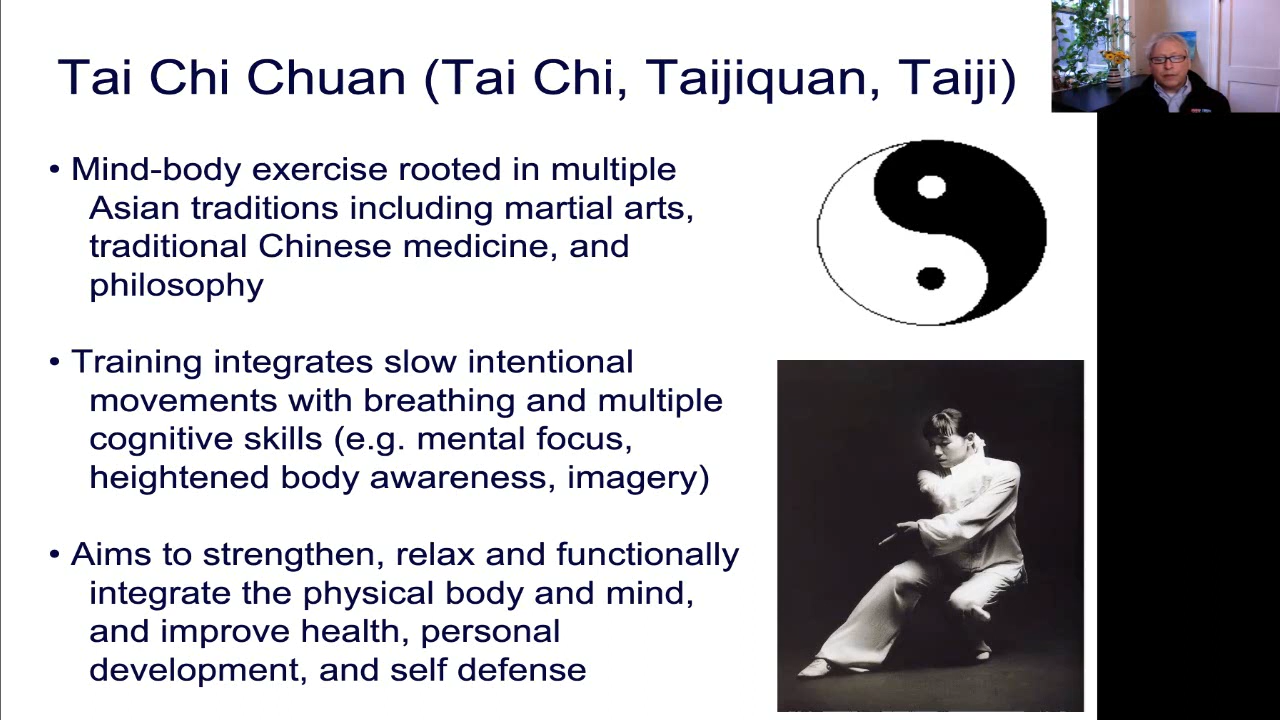 Tai Chi Chuan (Tai Chi, Taijiquan, Taiji)
• Mind-body exercise rooted in multiple
Asian traditions including martial arts,
traditional Chinese medicine, and
philosophy
• Training integrates slow intentional
movements with breathing and multiple
cognitive skills (e.g. mental focus,
heightened body awareness, imagery)
• Aims to strengthen, relax and functionally
integrate the physical body and mind,
and improve health, personal
development, and self defense